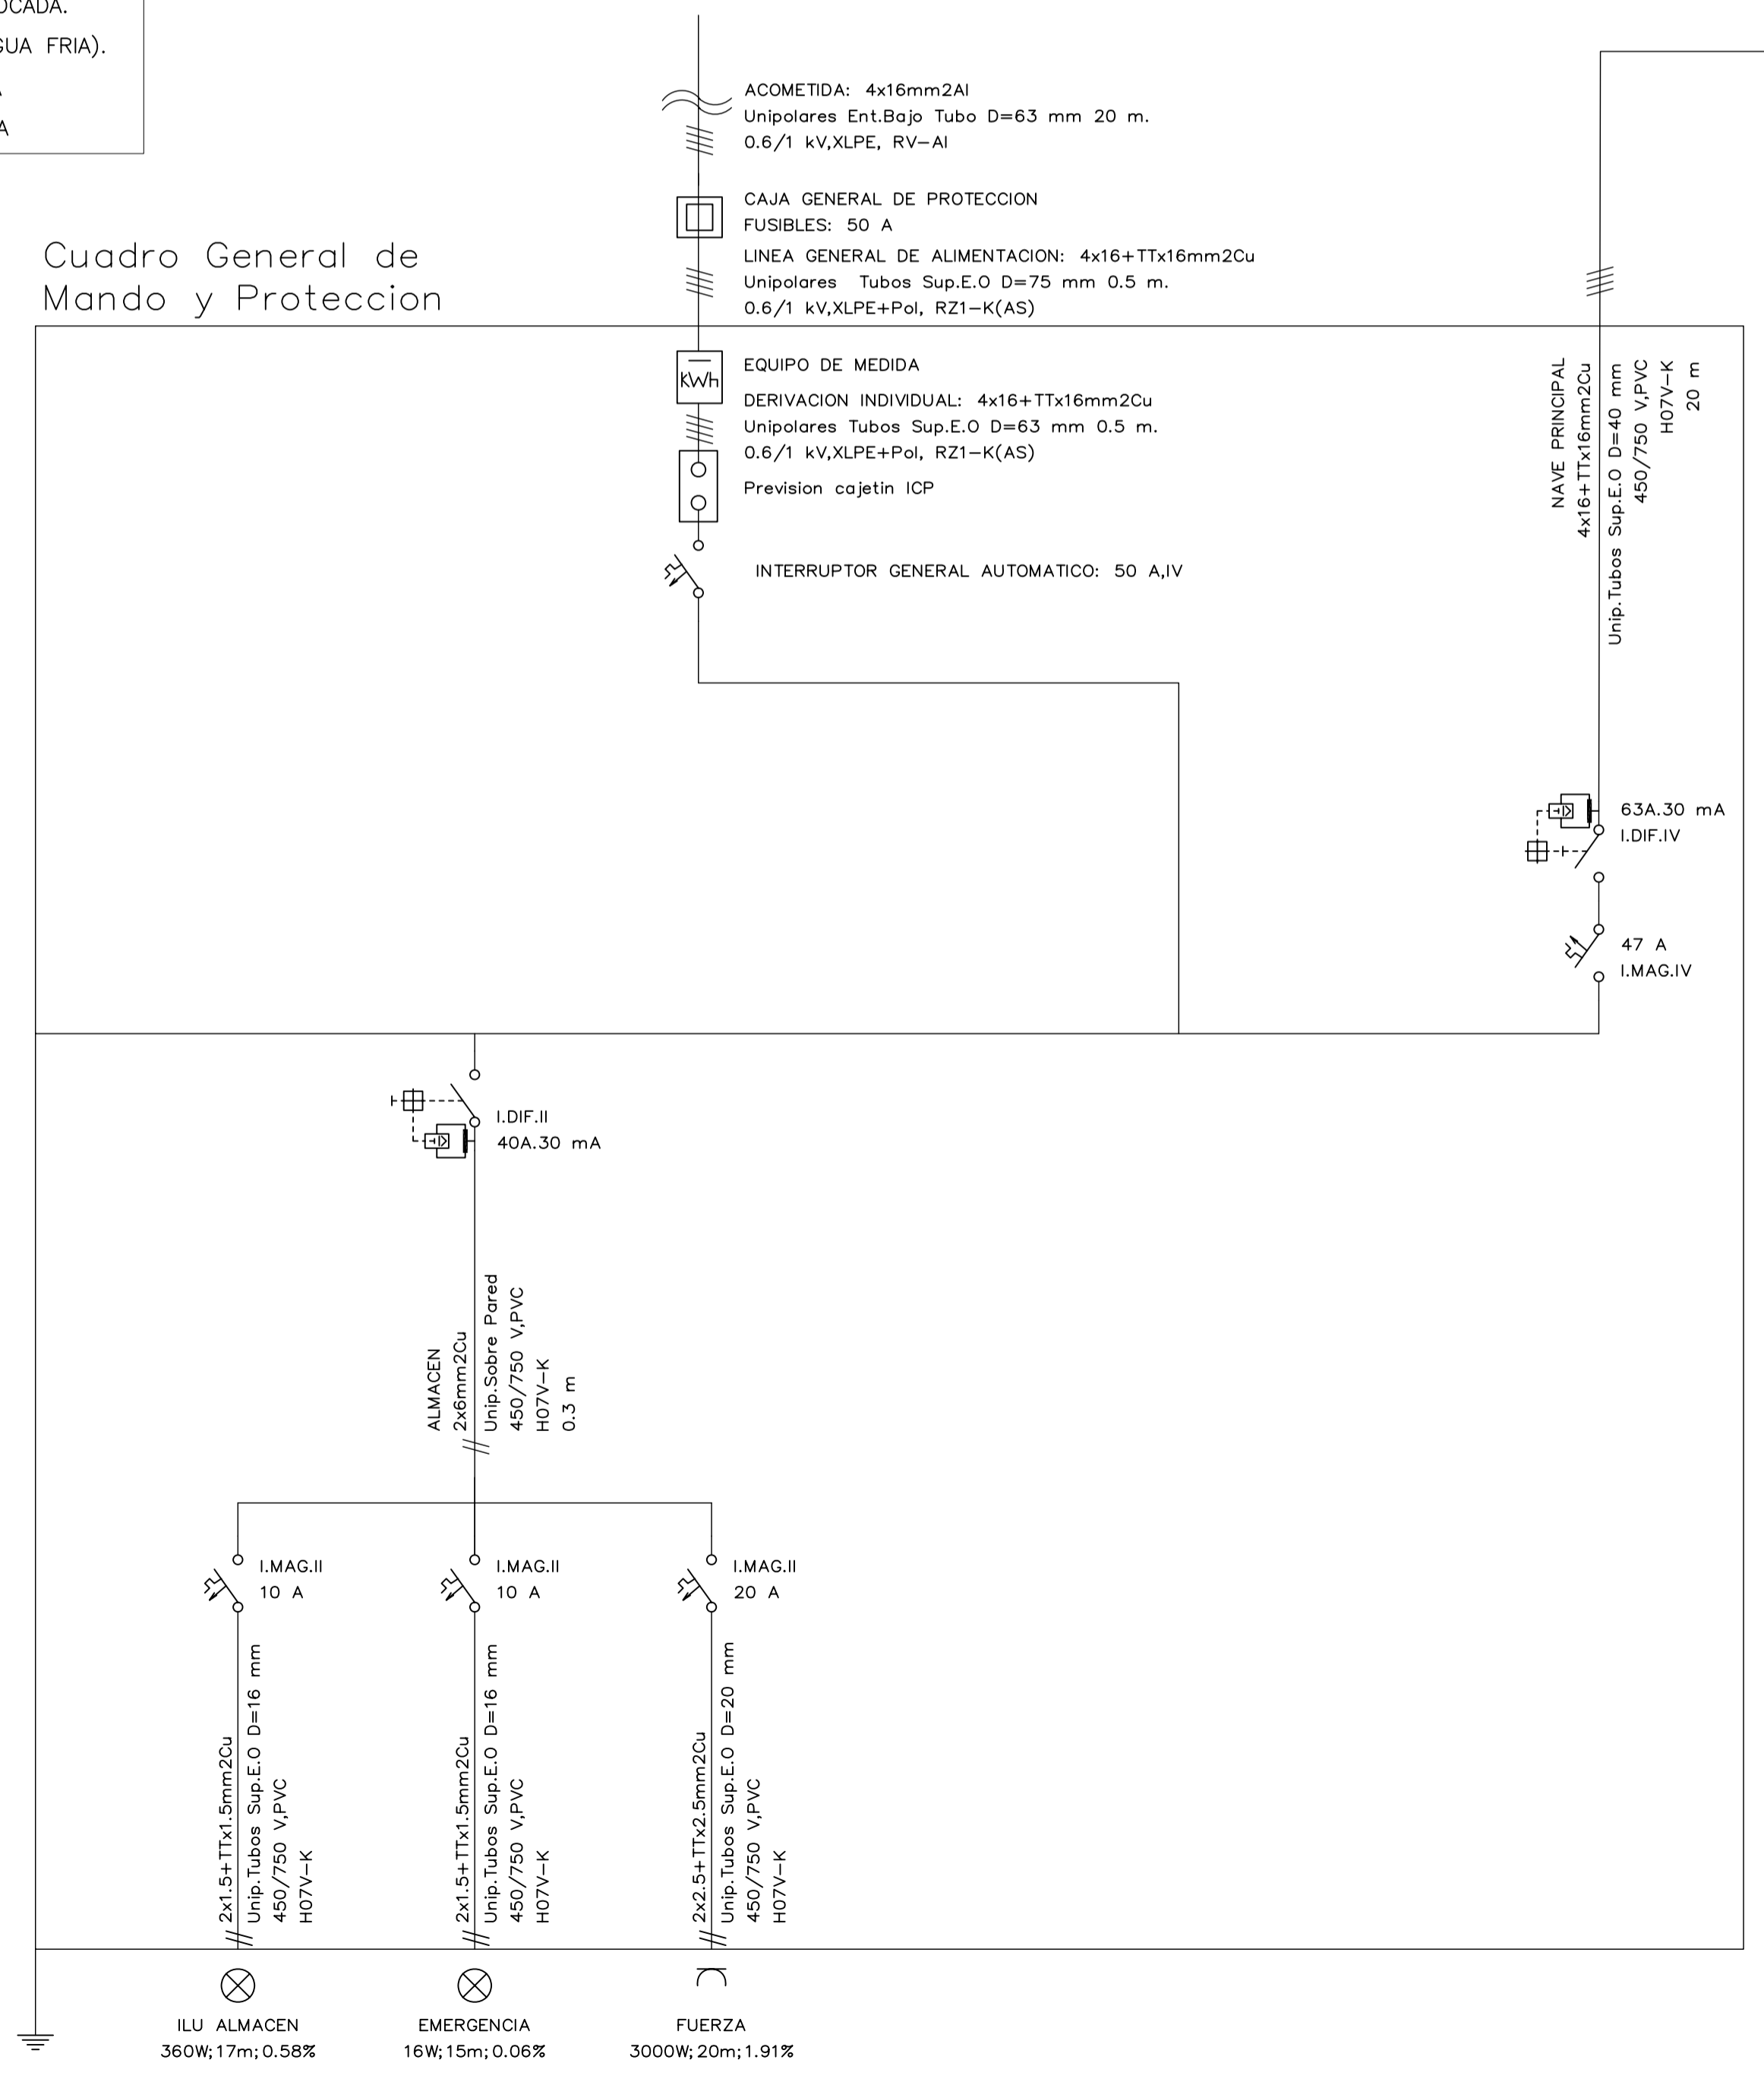 OCADA.
GUA FRIA).
A
ACOMETIDA: 4x16mm2Al
Unipolares Ent.Bajo Tubo D=63 mm 20 m.
0.6/1 kV,XLPE, RV-Al
CAJA GENERAL DE PROTECCION
FUSIBLES: 50 A
LINEA GENERAL DE ALIMENTACION: 4x16+TTx16mm2Cu
Unipolares Tubos Sup.E.O D=75 mm 0.5 m.
0.6/1 kV,XLPE+Pol, RZ1-K(AS)
Cuadro General de
Mando y Proteccion
KWh
EQUIPO DE MEDIDA
DERIVACION INDIVIDUAL: 4x16+TTx16mm2Cu
Unipolares Tubos Sup.E.O D=63 mm 0.5 m.
0.6/1 kV,XLPE+Pol, RZ1-K(AS)
Prevision cajetin ICP
INTERRUPTOR GENERAL AUTOMATICO: 50 A,IV
NAVE PRINCIPAL
4x16+TTx16mm2Cu
Unip.Tubos Sup.E.O D=40 mm
450/750 V,PVC
H07V-K
20 m
63A.30 mA
I.DIF.IV
47 A
I.MAG.IV
I.DIF.II
40A.30 mA
ALMACEN
2x6mm2Cu
Unip.Sobre Pared
450/750 V,PVC
H07V-K
0.3 m
I.MAG.II
10 A
I.MAG.II
10 A
I.MAG.II
20 A
2x1.5+TTx1.5mm2Cu
Unip.Tubos Sup.E.O D=16 mm
450/750 V,PVC
H07V-K
2x1.5+TTx1.5mm2Cu
Unip.Tubos Sup.E.O D=16 mm
450/750 V,PVC
H07V-K
2x2.5+TTx2.5mm2Cu
Unip.Tubos Sup.E.O D=20 mm
450/750 V,PVC
H07V-K
ILU ALMACEN
360W;17m;0.58%
EMERGENCIA
16W;15m;0.06%
FUERZA
3000W;20m;1.91%